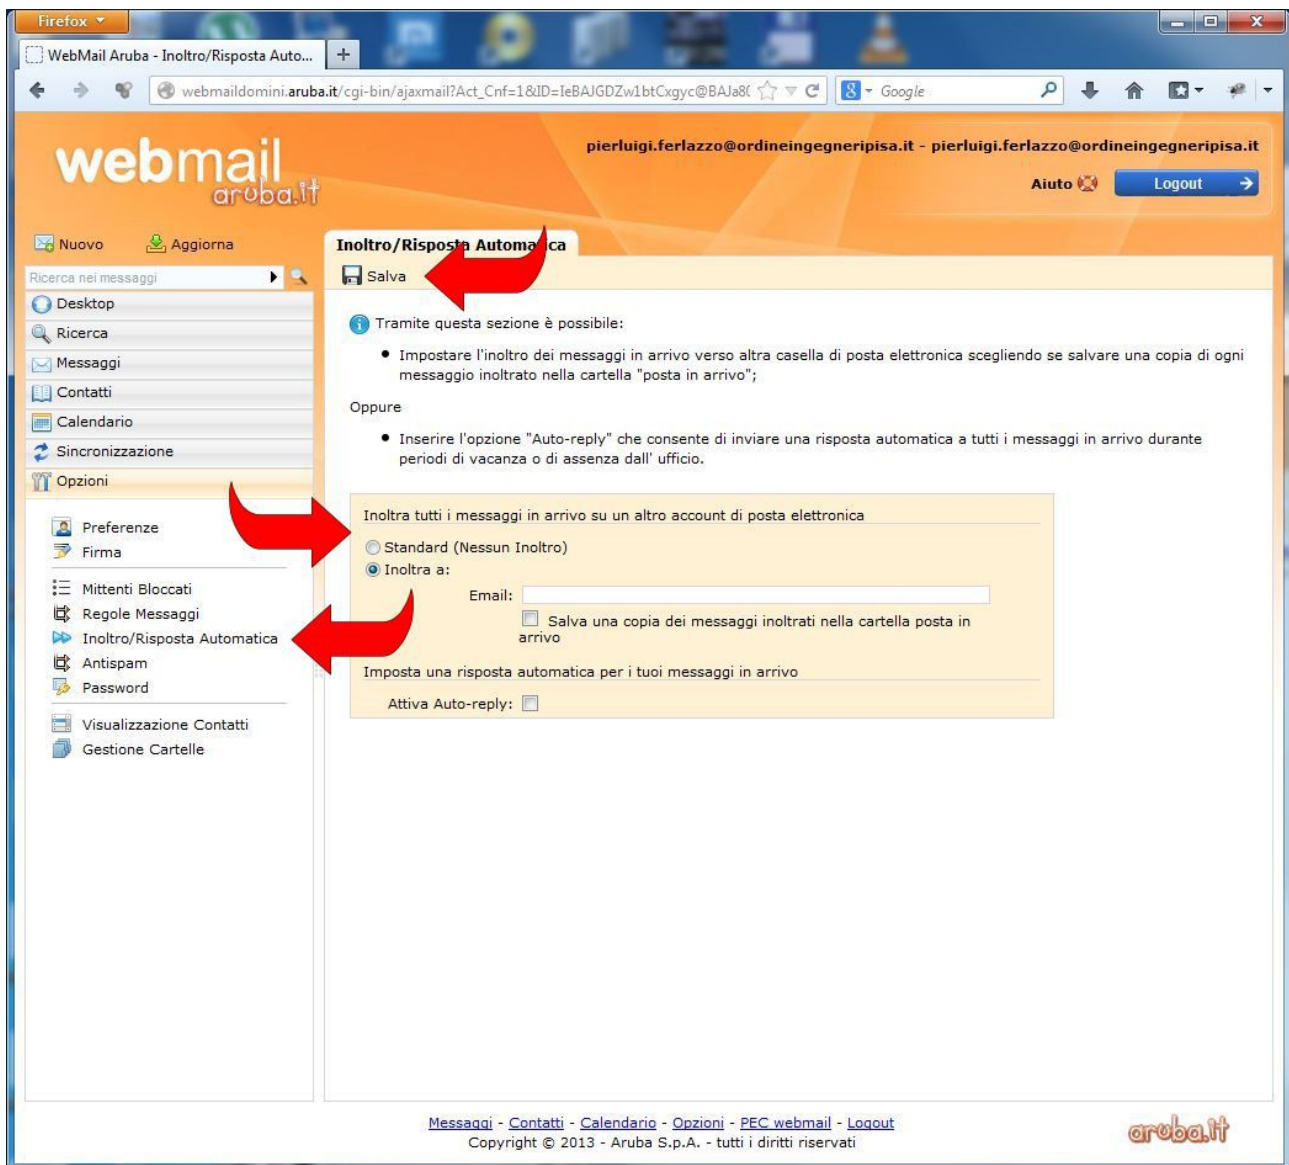 Firefox
WebMail Aruba - Inoltro/Risposta Auto...
webmaildomini.aruba.it/cgi-bin/ajaxmail?Act_Cnf=1&ID=IeBAJGDZw1btCxgyc@BAJa8(
Google
webmail
aruba.it
pierluigi.ferlazzo@ordineingegneripisa.it - pierluigi.ferlazzo@ordineingegneripisa.it
Aiuto
Logout
Nuovo
Aggiorna
Ricerca nei messaggi
Desktop
Ricerca
Messaggi
Contatti
Calendario
Sincronizzazione
Opzioni
Preferenze
Firma
Mittenti Bloccati
Regole Messaggi
Inoltro/Risposta Automatica
Antispam
Password
Visualizzazione Contatti
Gestione Cartelle
Inoltro/Risposta Automatica
Salva
Tramite questa sezione è possibile:
• Impostare l'inoltro dei messaggi in arrivo verso altra casella di posta elettronica scegliendo se salvare una copia di ogni
messaggio inoltrato nella cartella "posta in arrivo";
Oppure
• Inserire l'opzione "Auto-reply" che consente di inviare una risposta automatica a tutti i messaggi in arrivo durante
periodi di vacanza o di assenza dall' ufficio.
Inoltra tutti i messaggi in arrivo su un altro account di posta elettronica
Standard (Nessun Inoltro)
Inoltra a:
Email:
Salva una copia dei messaggi inoltrati nella cartella posta in
arrivo
Imposta una risposta automatica per i tuoi messaggi in arrivo
Attiva Auto-reply:
Messaggi - Contatti - Calendario - Opzioni - PEC webmail - Logout
Copyright © 2013 - Aruba S.p.A. - tutti i diritti riservati
aruba.it